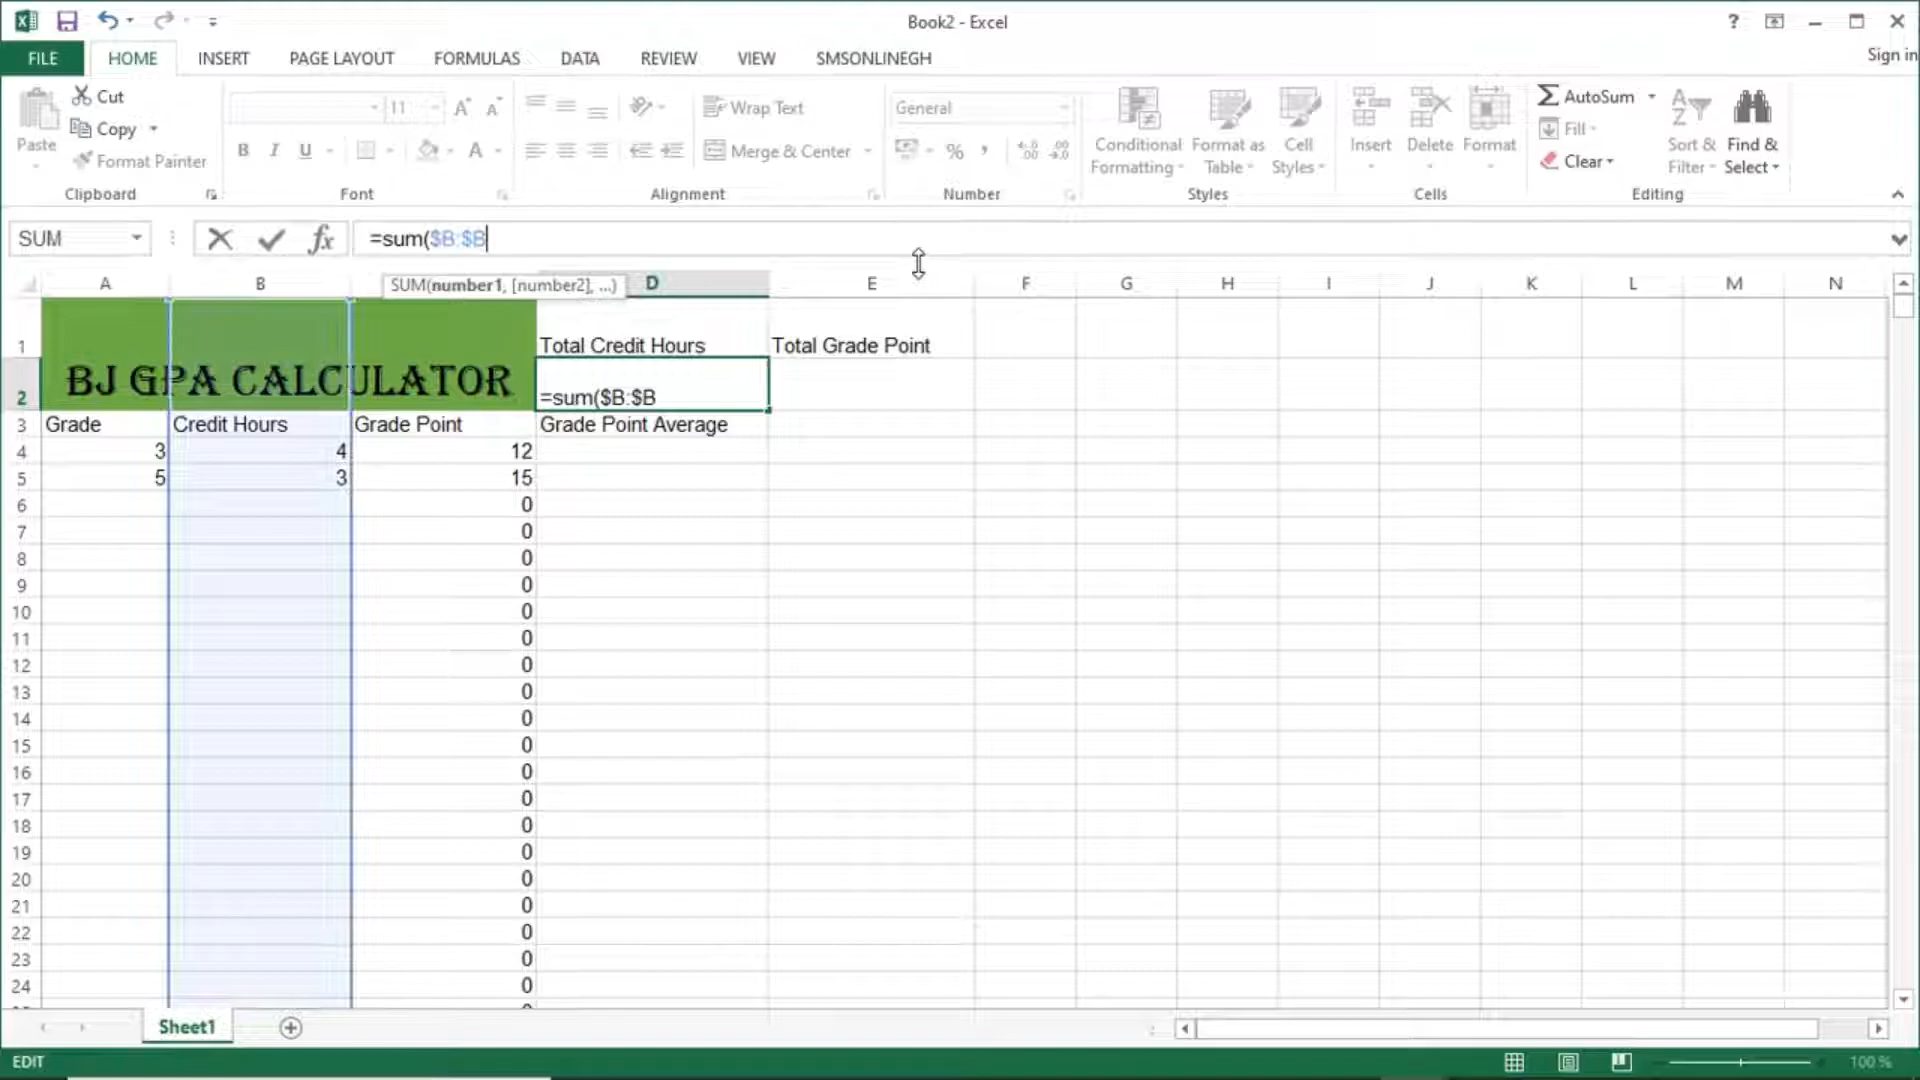 Book2 - Excel
?
Sign in
FILE HOME INSERT PAGE LAYOUT FORMULAS DATA REVIEW VIEW SMSONLINEGH
Paste
Cut
Copy
Format Painter
Clipboard
11
B I U
Font
Wrap Text
Merge & Center
Alignment
General
%
Number
Conditional Formatting
Format as Table
Cell Styles
Styles
Insert
Delete
Format
Cells
AutoSum
Fill
Clear
Sort & Filter
Find & Select
Editing
SUM
fx
=sum($B:$B
SUM(number1, [number2], ...)
A B D E F G H I J K L M N
1 Total Credit Hours Total Grade Point
BJ GPA CALCULATOR
2 =sum($B:$B
3 Grade Credit Hours Grade Point Grade Point Average
4 3 4 12
5 5 3 15
6 0
7 0
8 0
9 0
10 0
11 0
12 0
13 0
14 0
15 0
16 0
17 0
18 0
19 0
20 0
21 0
22 0
23 0
24 0
Sheet1
EDIT
100 %